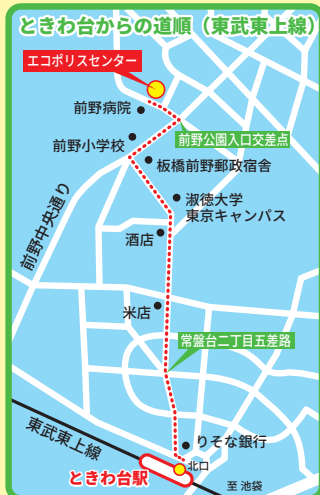 ときわ台からの道順（東武東上線）
エコポリスセンター
前野病院
前野公園入口交差点
前野小学校
板橋前野郵政宿舎
淑徳大学
東京キャンパス
前野中央通り
酒店
米店
常盤台二丁目五差路
東武東上線
りそな銀行
北口
ときわ台駅
至 池袋